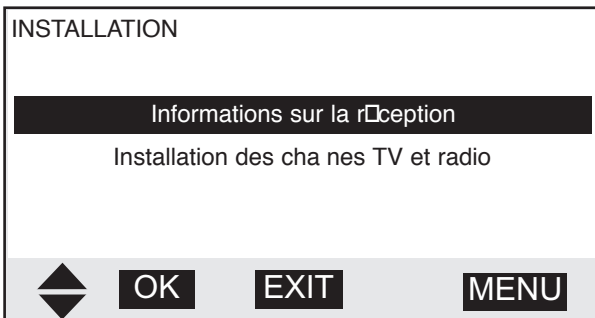 INSTALLATION
Informations sur la r□ception
Installation des cha nes TV et radio
OK EXIT MENU